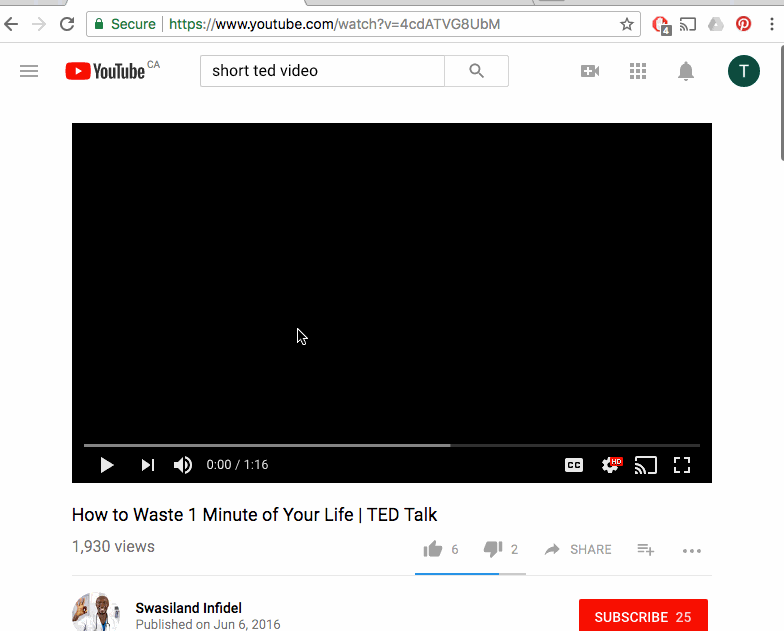 Secure https://www.youtube.com/watch?v=4cdATVG8UbM
4
YouTube CA
short ted video
T
0:00 / 1:16
CC
HD
How to Waste 1 Minute of Your Life | TED Talk
1,930 views
6
2
SHARE
Swasiland Infidel
Published on Jun 6, 2016
SUBSCRIBE 25